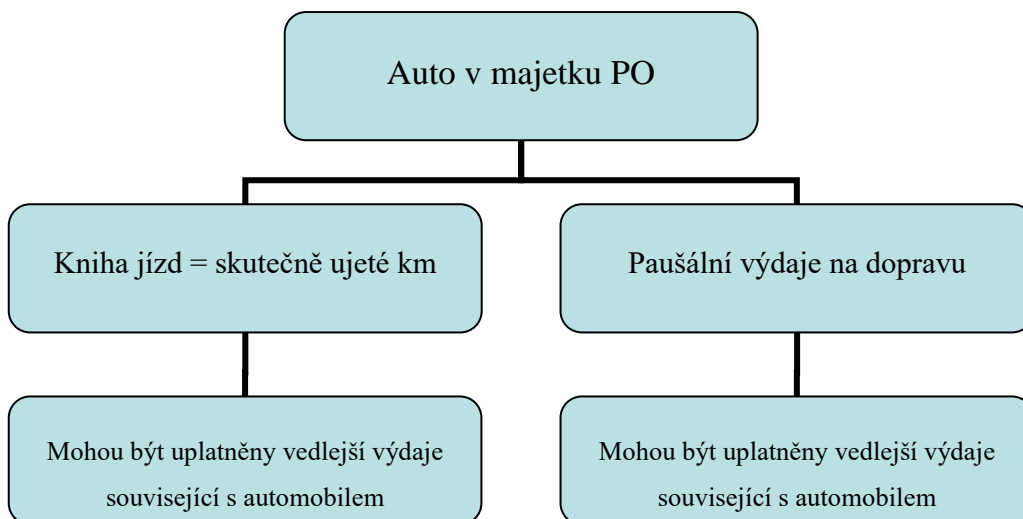 Auto v majetku PO
Kniha jízd = skutečně ujeté km
Paušální výdaje na dopravu
Mohou být uplatněny vedlejší výdaje
související s automobilem
Mohou být uplatněny vedlejší výdaje
související s automobilem